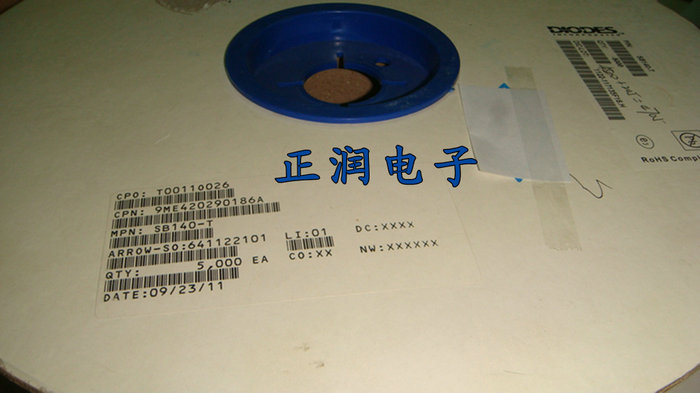 DIODES
INCORPORATED
RoHS Compl
正润电子
CPO: T00110026
CPN: 9ME420290186A
MPN: SB140-T
ARROW-SO:641122101 LI:01 DC:XXXX
QTY: 5,000 EA CO:XX NW:XXXXXX
DATE:09/23/11